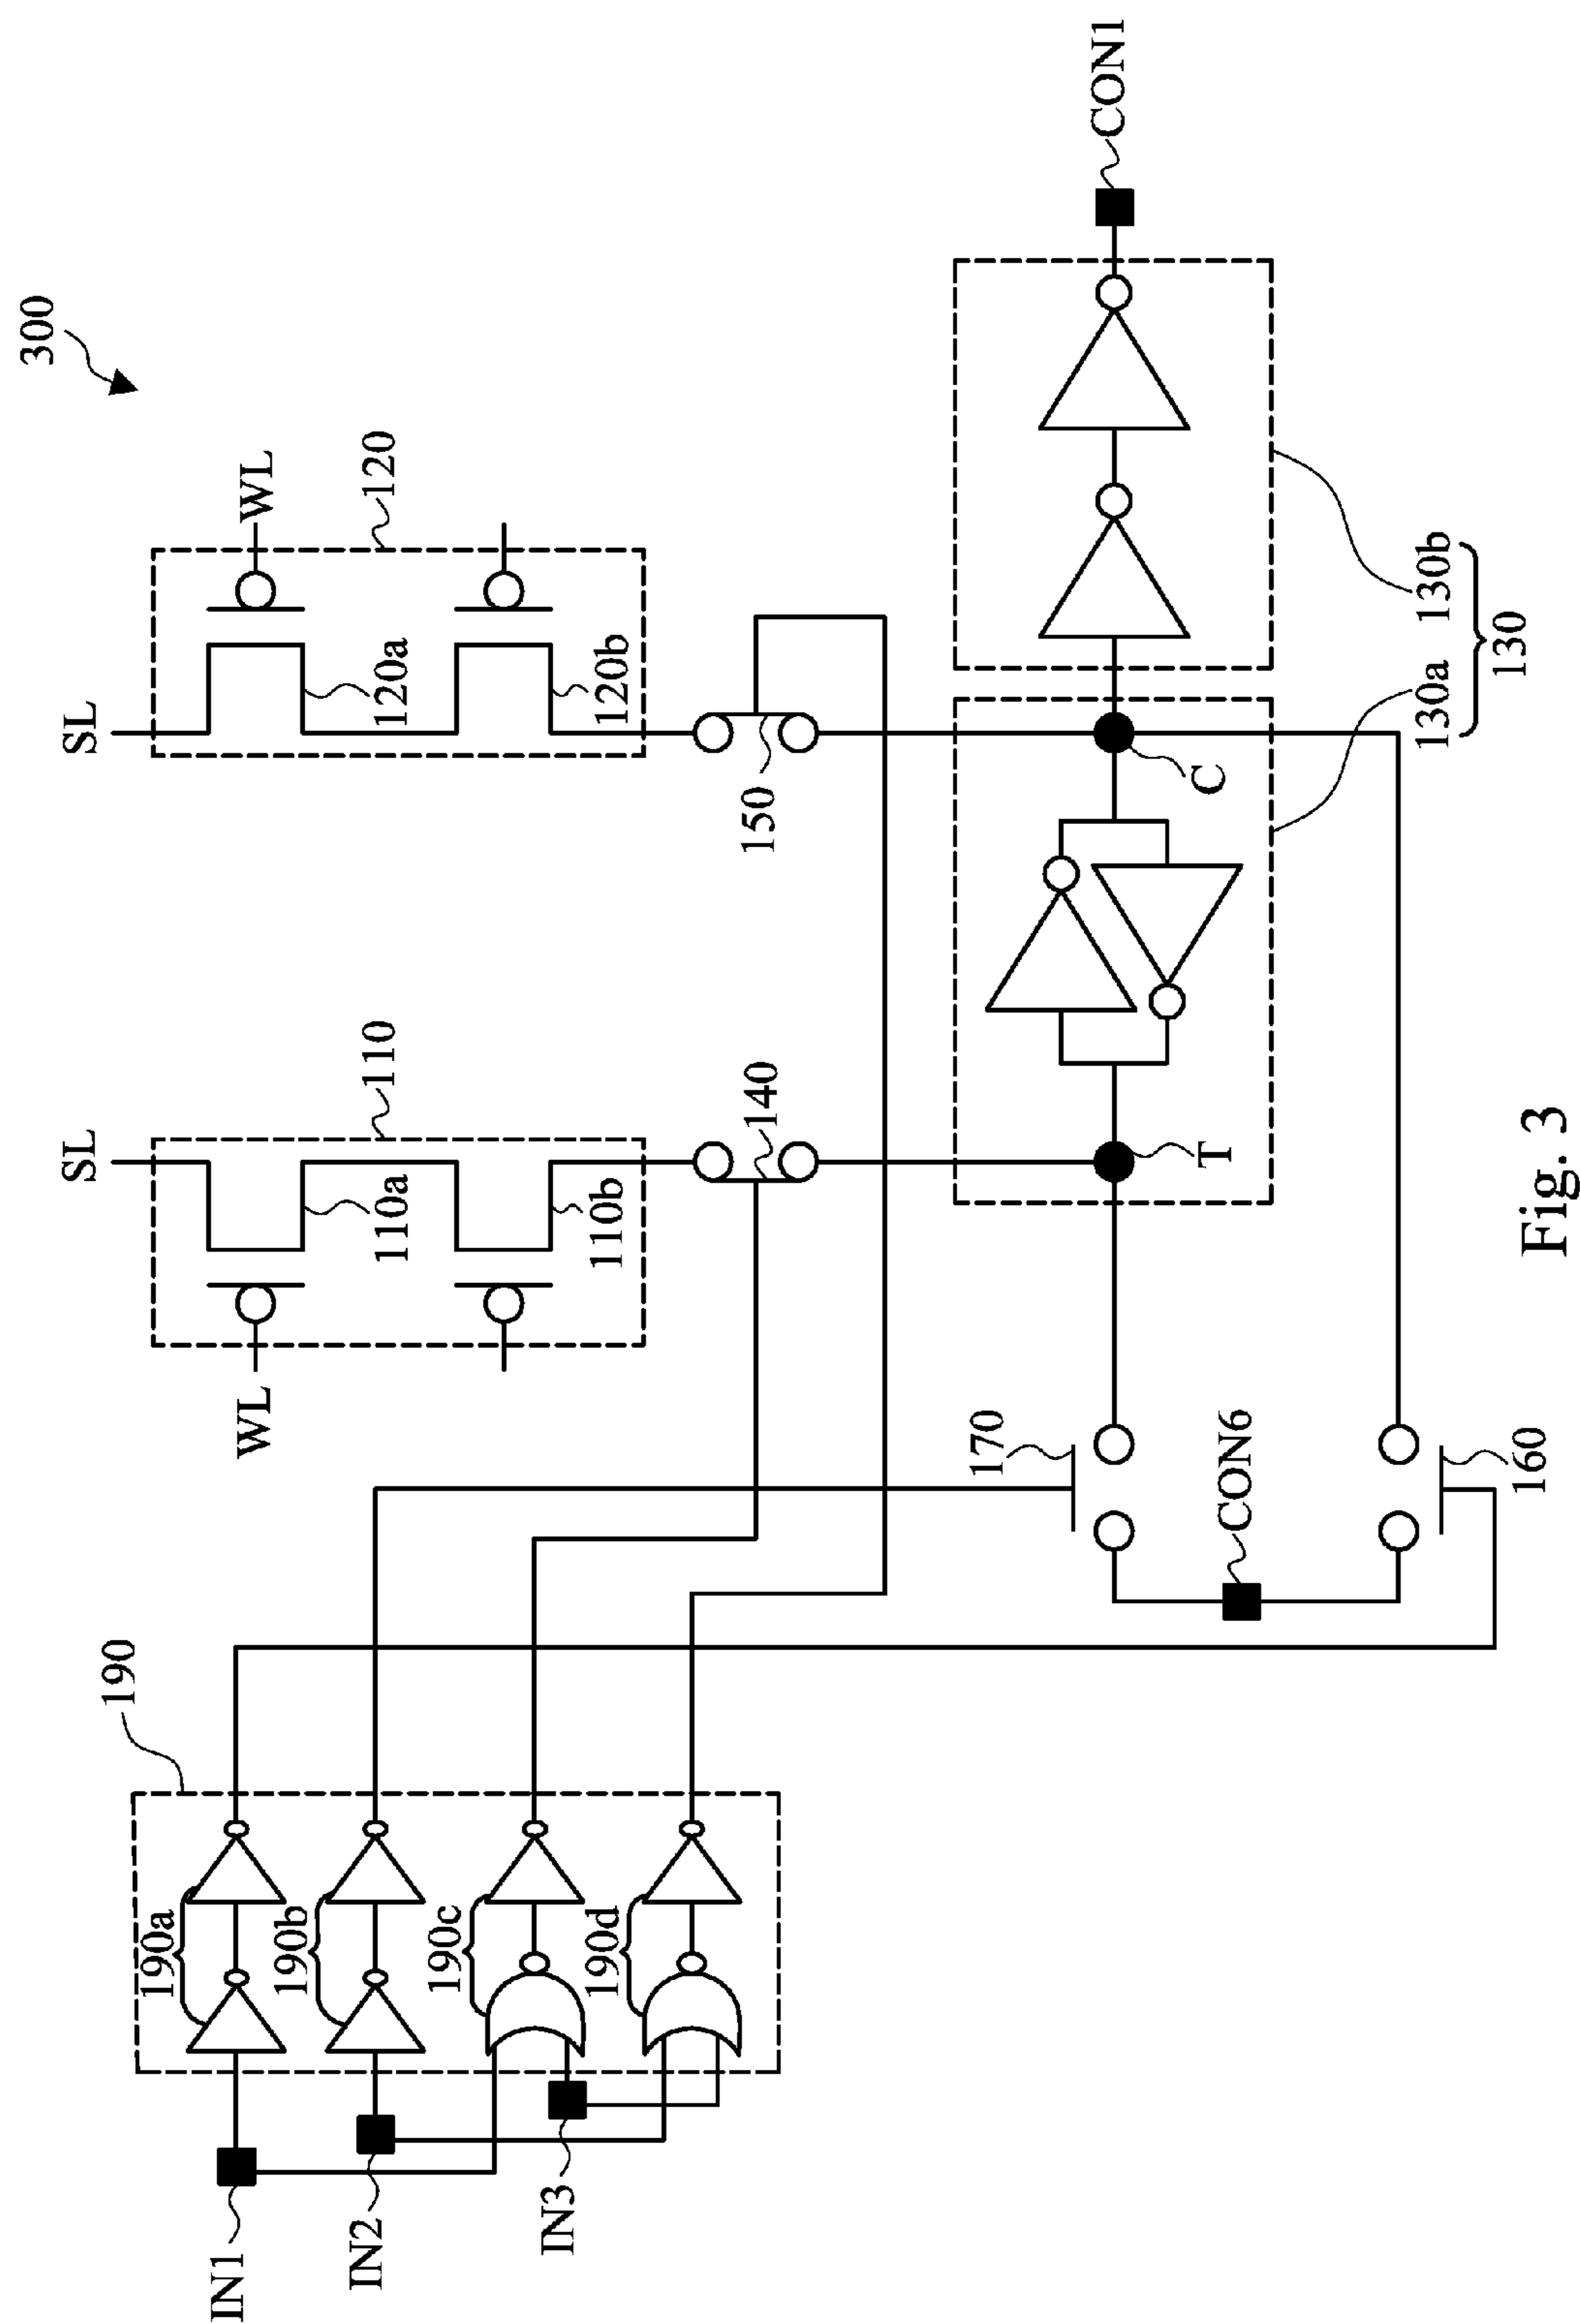 300
SL
SL
WL
WL
110
120
110a
120a
110b
120b
190
190a
190b
190c
190d
140
150
IN1
IN2
IN3
170
T
C
CON1
CON6
160
130a
130b
130
Fig. 3